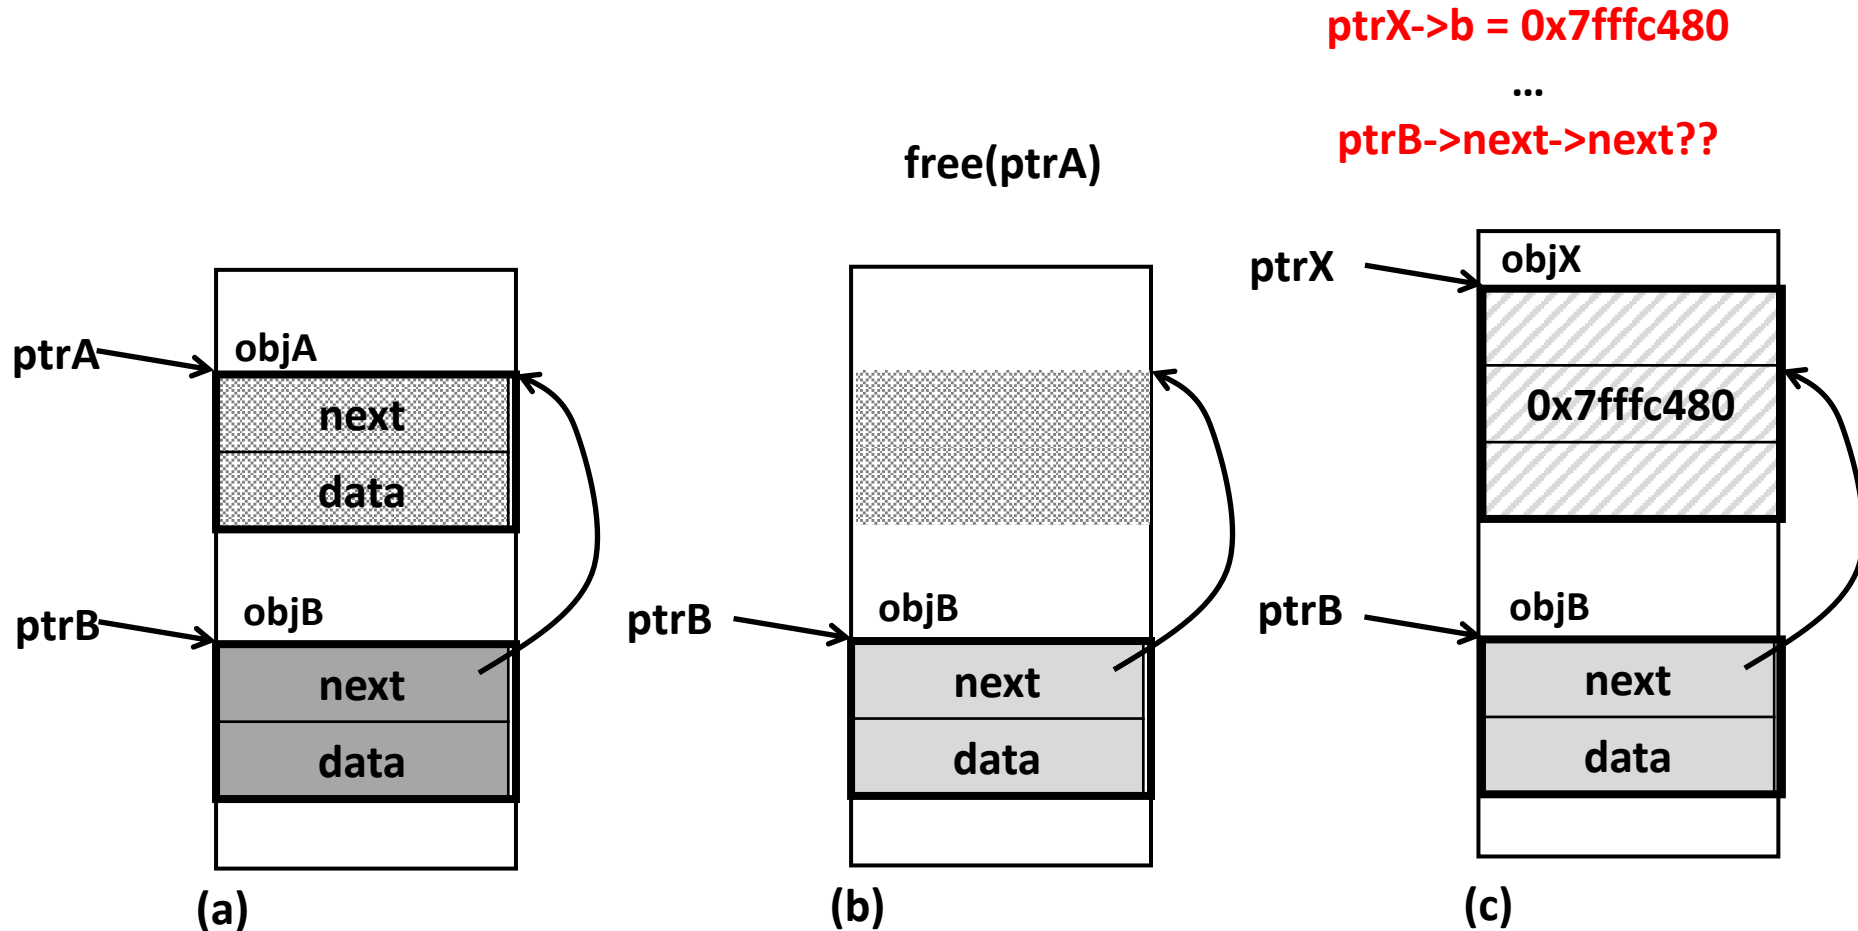 ptrX->b = 0x7fffc480
...
ptrB->next->next??
free(ptrA)
ptrA
objA
next
data
ptrB
objB
next
data
(a)
ptrB
objB
next
data
(b)
ptrX
objX
0x7fffc480
ptrB
objB
next
data
(c)